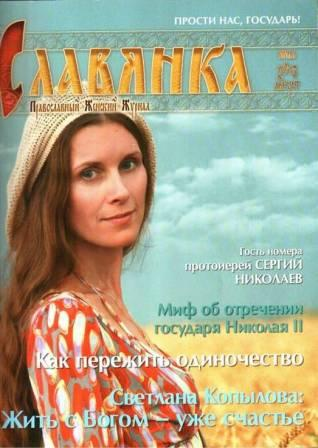 ПРОСТИ НАС, ГОСУДАРЬ!
СЛАВЯНКА
Православный Женский Журнал
Гость номера
протоиерей СЕРГИЙ
НИКОЛАЕВ
Миф об отречении
государя Николая II
Как пережить одиночество
Светлана Копылова:
Жить с Богом – уже счастье